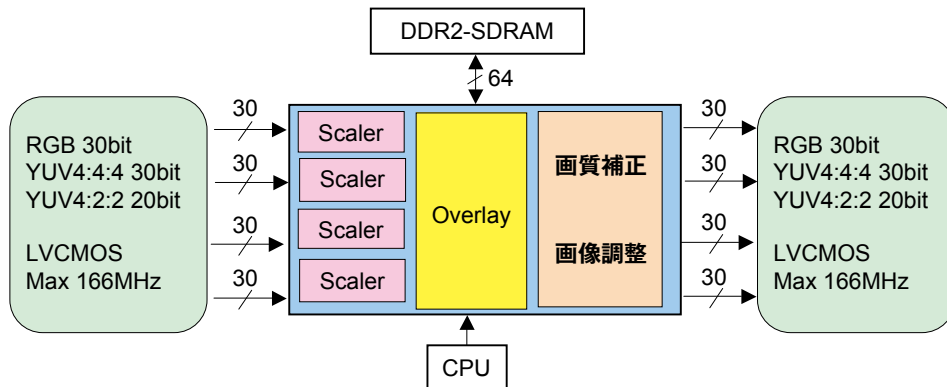 DDR2-SDRAM
64
RGB 30bit
YUV4:4:4 30bit
YUV4:2:2 20bit
LVCMOS
Max 166MHz
30
30
30
30
Scaler
Scaler
Scaler
Scaler
Overlay
画質補正
画像調整
30
30
30
30
RGB 30bit
YUV4:4:4 30bit
YUV4:2:2 20bit
LVCMOS
Max 166MHz
CPU